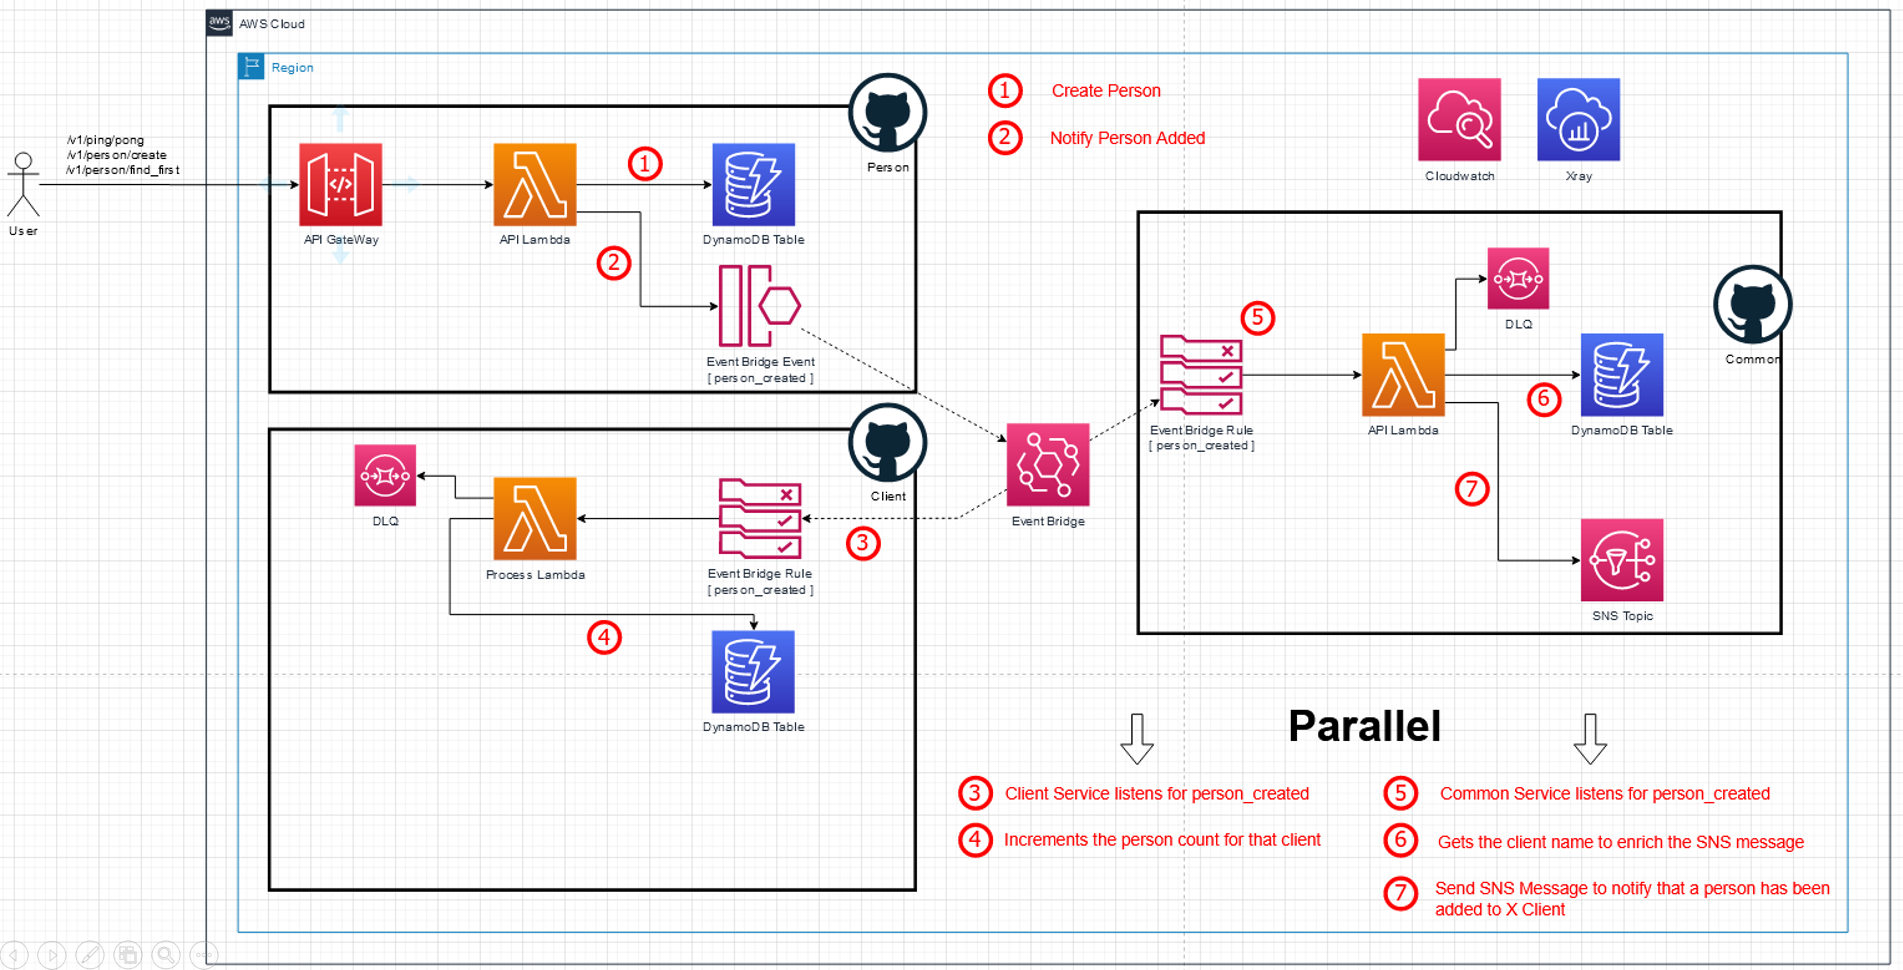 aws
AWS Cloud
Region
/v1/ping/pong
/v1/person/create
/v1/person/find_first
User
API GateWay
API Lambda
1
DynamoDB Table
2
Event Bridge Event
[ person_created ]
Person
1
Create Person
2
Notify Person Added
Cloudwatch
Xray
DLQ
Process Lambda
Event Bridge Rule
[ person_created ]
3
4
DynamoDB Table
Client
Event Bridge
5
Event Bridge Rule
[ person_created ]
API Lambda
DLQ
6
DynamoDB Table
7
SNS Topic
Common
Parallel
3
Client Service listens for person_created
4
Increments the person count for that client
5
Common Service listens for person_created
6
Gets the client name to enrich the SNS message
7
Send SNS Message to notify that a person has been
added to X Client